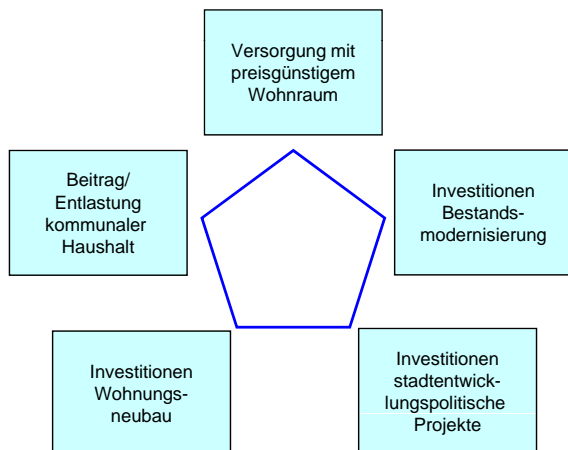 Versorgung mit
preisgünstigem
Wohnraum
Beitrag/
Entlastung
kommunaler
Haushalt
Investitionen
Bestands-
modernisierung
Investitionen
Wohnungs-
neubau
Investitionen
stadtentwick-
lungspolitische
Projekte